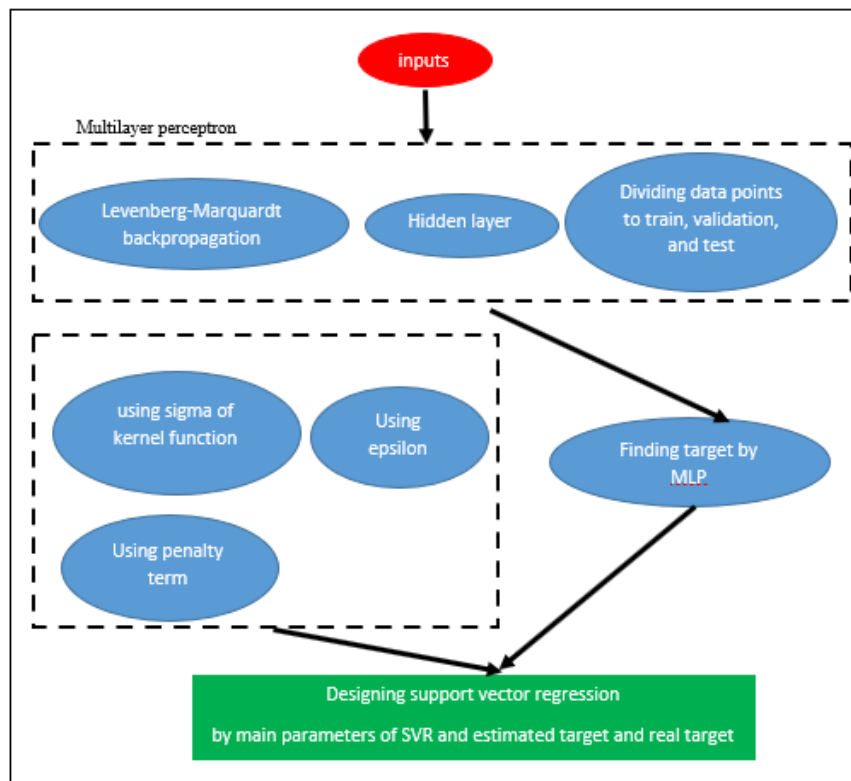 inputs
Multilayer perceptron
Levenberg-Marquardt
backpropagation
Hidden layer
Dividing data points
to train, validation,
and test
using sigma of
kernel function
Using
epsilon
Finding target by
MLP
Using penalty
term
Designing support vector regression
by main parameters of SVR and estimated target and real target